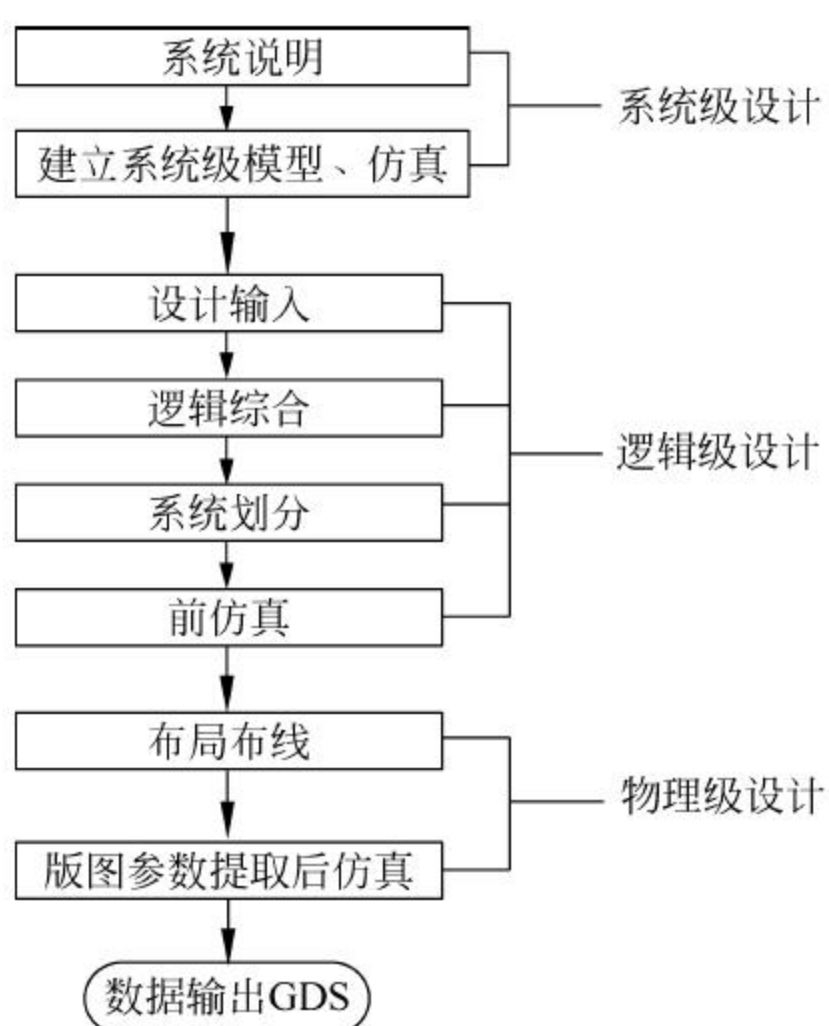 系统说明
系统级设计
建立系统级模型、仿真
设计输入
逻辑综合
逻辑级设计
系统划分
前仿真
布局布线
物理级设计
版图参数提取后仿真
数据输出GDS